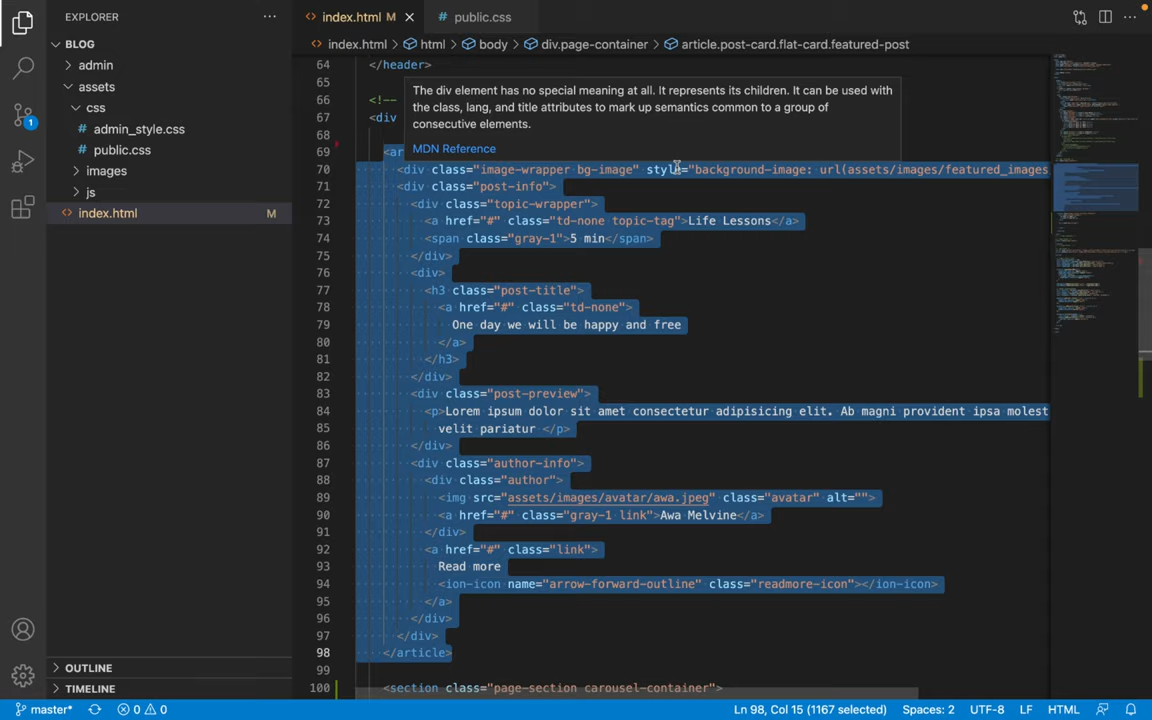 EXPLORER
BLOG
admin
assets
css
# admin_style.css
# public.css
images
js
<> index.html M
OUTLINE
TIMELINE
<> index.html M ×
# public.css
<> index.html > html > body > div.page-container > article.post-card.flat-card.featured-post
64 </header>
65
66 <!--
67 <div
68
69 <ar
The div element has no special meaning at all. It represents its children. It can be used with
the class, lang, and title attributes to mark up semantics common to a group of
consecutive elements.
MDN Reference
70 <div class="image-wrapper bg-image" style="background-image: url(assets/images/featured_images
71 <div class="post-info">
72 <div class="topic-wrapper">
73 <a href="#" class="td-none topic-tag">Life Lessons</a>
74 <span class="gray-1">5 min</span>
75 </div>
76 <div>
77 <h3 class="post-title">
78 <a href="#" class="td-none">
79 One day we will be happy and free
80 </a>
81 </h3>
82 </div>
83 <div class="post-preview">
84 <p>Lorem ipsum dolor sit amet consectetur adipisicing elit. Ab magni provident ipsa molest
85 velit pariatur </p>
86 </div>
87 <div class="author-info">
88 <div class="author">
89 <img src="assets/images/avatar/awa.jpeg" class="avatar" alt="">
90 <a href="#" class="gray-1 link">Awa Melvine</a>
91 </div>
92 <a href="#" class="link">
93 Read more
94 <ion-icon name="arrow-forward-outline" class="readmore-icon"></ion-icon>
95 </a>
96 </div>
97 </div>
98 </article>
99
100 <section class="page-section carousel-container">
1
master* 0 0 Ln 98, Col 15 (1167 selected) Spaces: 2 UTF-8 LF HTML